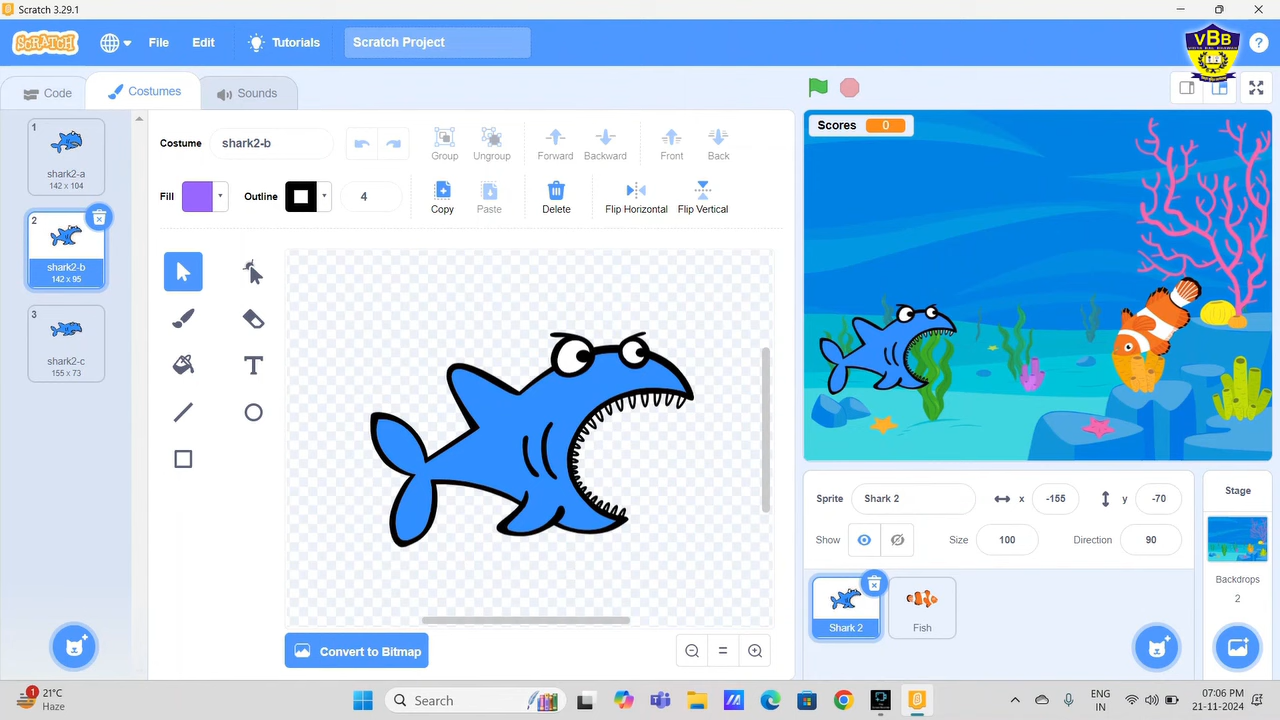 Scratch 3.29.1
SCRATCH
File
Edit
Tutorials
Scratch Project
VBB
Code
Costumes
Sounds
1
shark2-a
142 x 104
2
shark2-b
142 x 95
3
shark2-c
155 x 73
Costume
shark2-b
Group
Ungroup
Forward
Backward
Front
Back
Fill
Outline
4
Copy
Paste
Delete
Flip Horizontal
Flip Vertical
Convert to Bitmap
Scores 0
Sprite
Shark 2
x
-155
y
-70
Show
Size
100
Direction
90
Shark 2
Fish
Stage
Backdrops
2
1
21°C
Haze
Search
ENG
IN
07:06 PM
21-11-2024